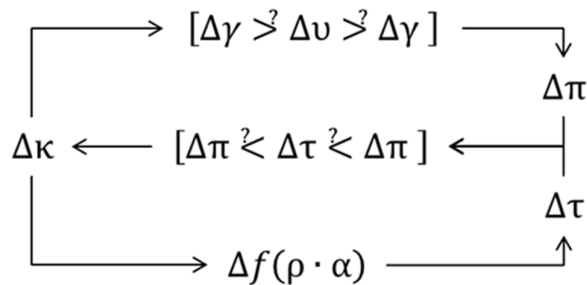 [Δγ >? Δυ >? Δγ ]
Δπ
Δκ [Δπ ?< Δτ ?< Δπ ]
Δτ
Δf(ρ · α)